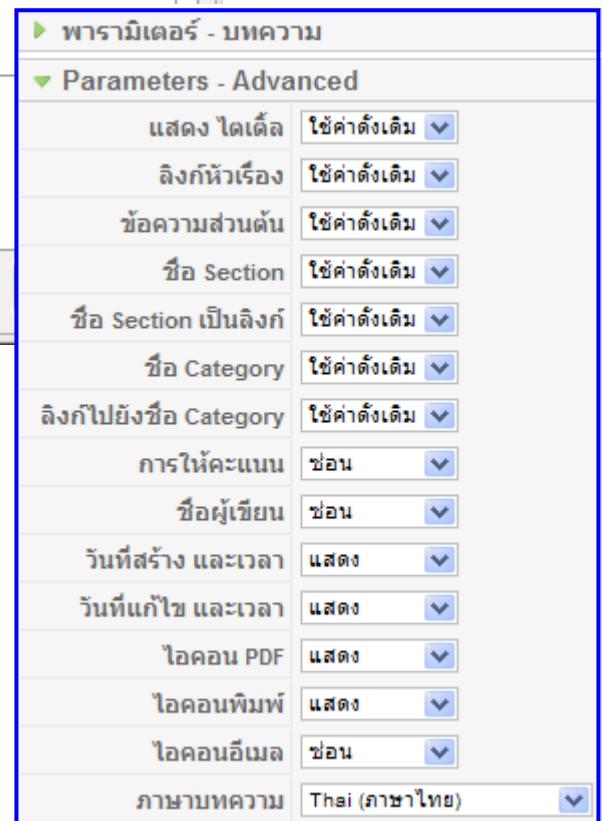 พารามิเตอร์ - บทความ
Parameters - Advanced
แสดง ไตเติ้ล ใช้ค่าดั้งเดิม
ลิงก์หัวเรื่อง ใช้ค่าดั้งเดิม
ข้อความส่วนต้น ใช้ค่าดั้งเดิม
ชื่อ Section ใช้ค่าดั้งเดิม
ชื่อ Section เป็นลิงก์ ใช้ค่าดั้งเดิม
ชื่อ Category ใช้ค่าดั้งเดิม
ลิงก์ไปยังชื่อ Category ใช้ค่าดั้งเดิม
การให้คะแนน ซ่อน
ชื่อผู้เขียน ซ่อน
วันที่สร้าง และเวลา แสดง
วันที่แก้ไข และเวลา แสดง
ไอคอน PDF แสดง
ไอคอนพิมพ์ แสดง
ไอคอนอีเมล ซ่อน
ภาษาบทความ Thai (ภาษาไทย)